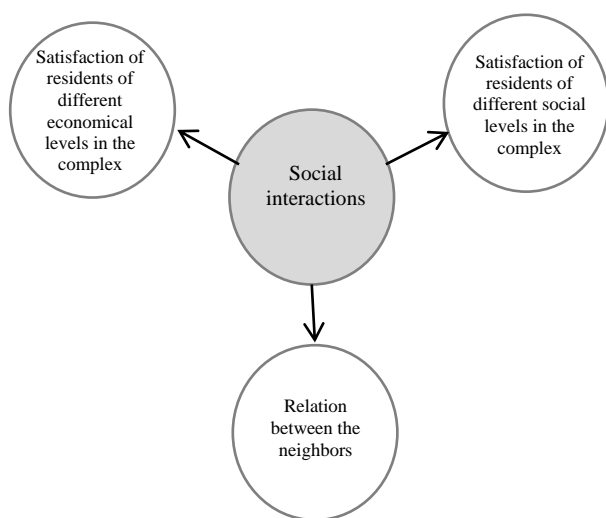 Satisfaction of
residents of
different
economical
levels in the
complex
Satisfaction of
residents of
different social
levels in the
complex
Social
interactions
Relation
between the
neighbors